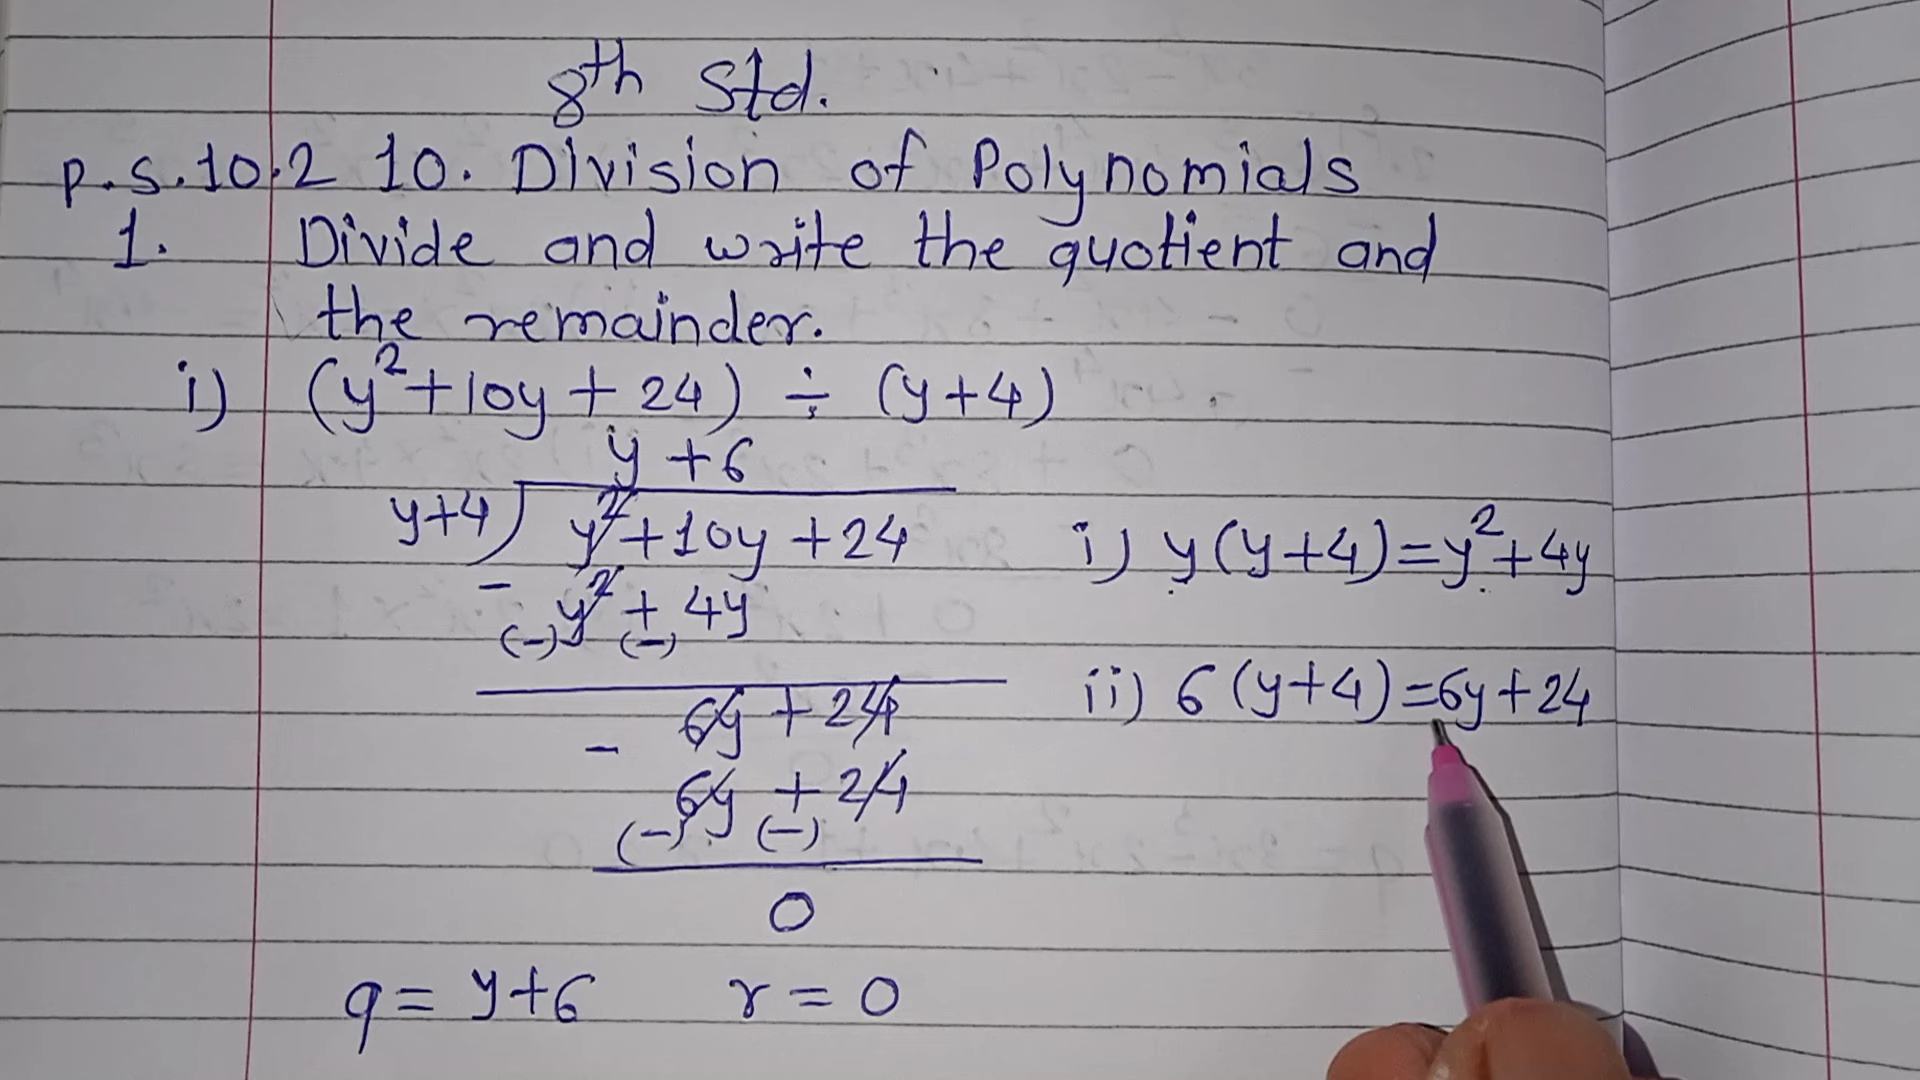 8th Std.
P.S.10.2 10. Division of Polynomials
1. Divide and write the quotient and
the remainder.
i) (y²+10y+24) ÷ (y+4)
y+6
y+4) y²+10y+24
i) y(y+4)=y²+4y
- y²+4y
(-) (-)
6y+24
ii) 6(y+4)=6y+24
- 6y+24
(-) (-)
0
q=y+6 r=0